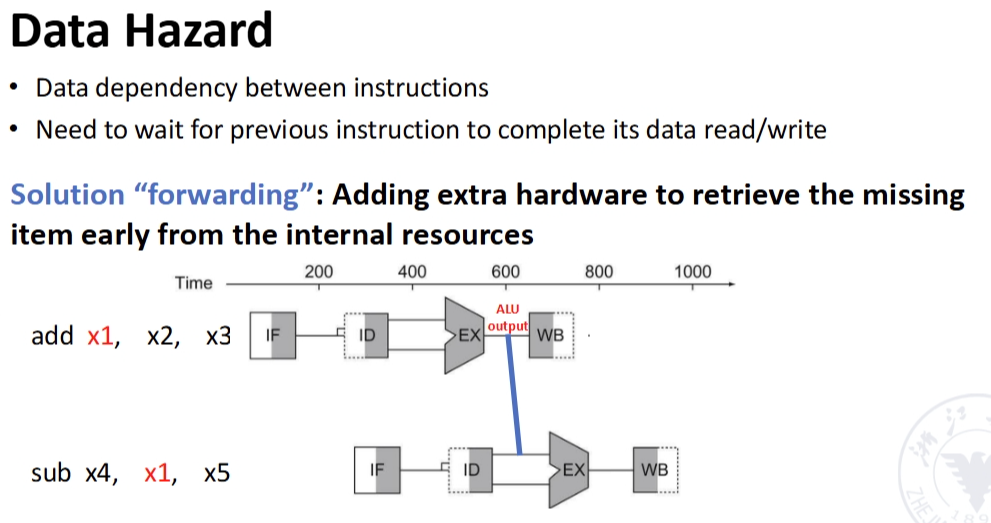 Data Hazard
• Data dependency between instructions
• Need to wait for previous instruction to complete its data read/write
Solution “forwarding”: Adding extra hardware to retrieve the missing
item early from the internal resources
Time 200 400 600 800 1000
add x1, x2, x3 IF ID EX ALU output WB
sub x4, x1, x5 IF ID EX WB